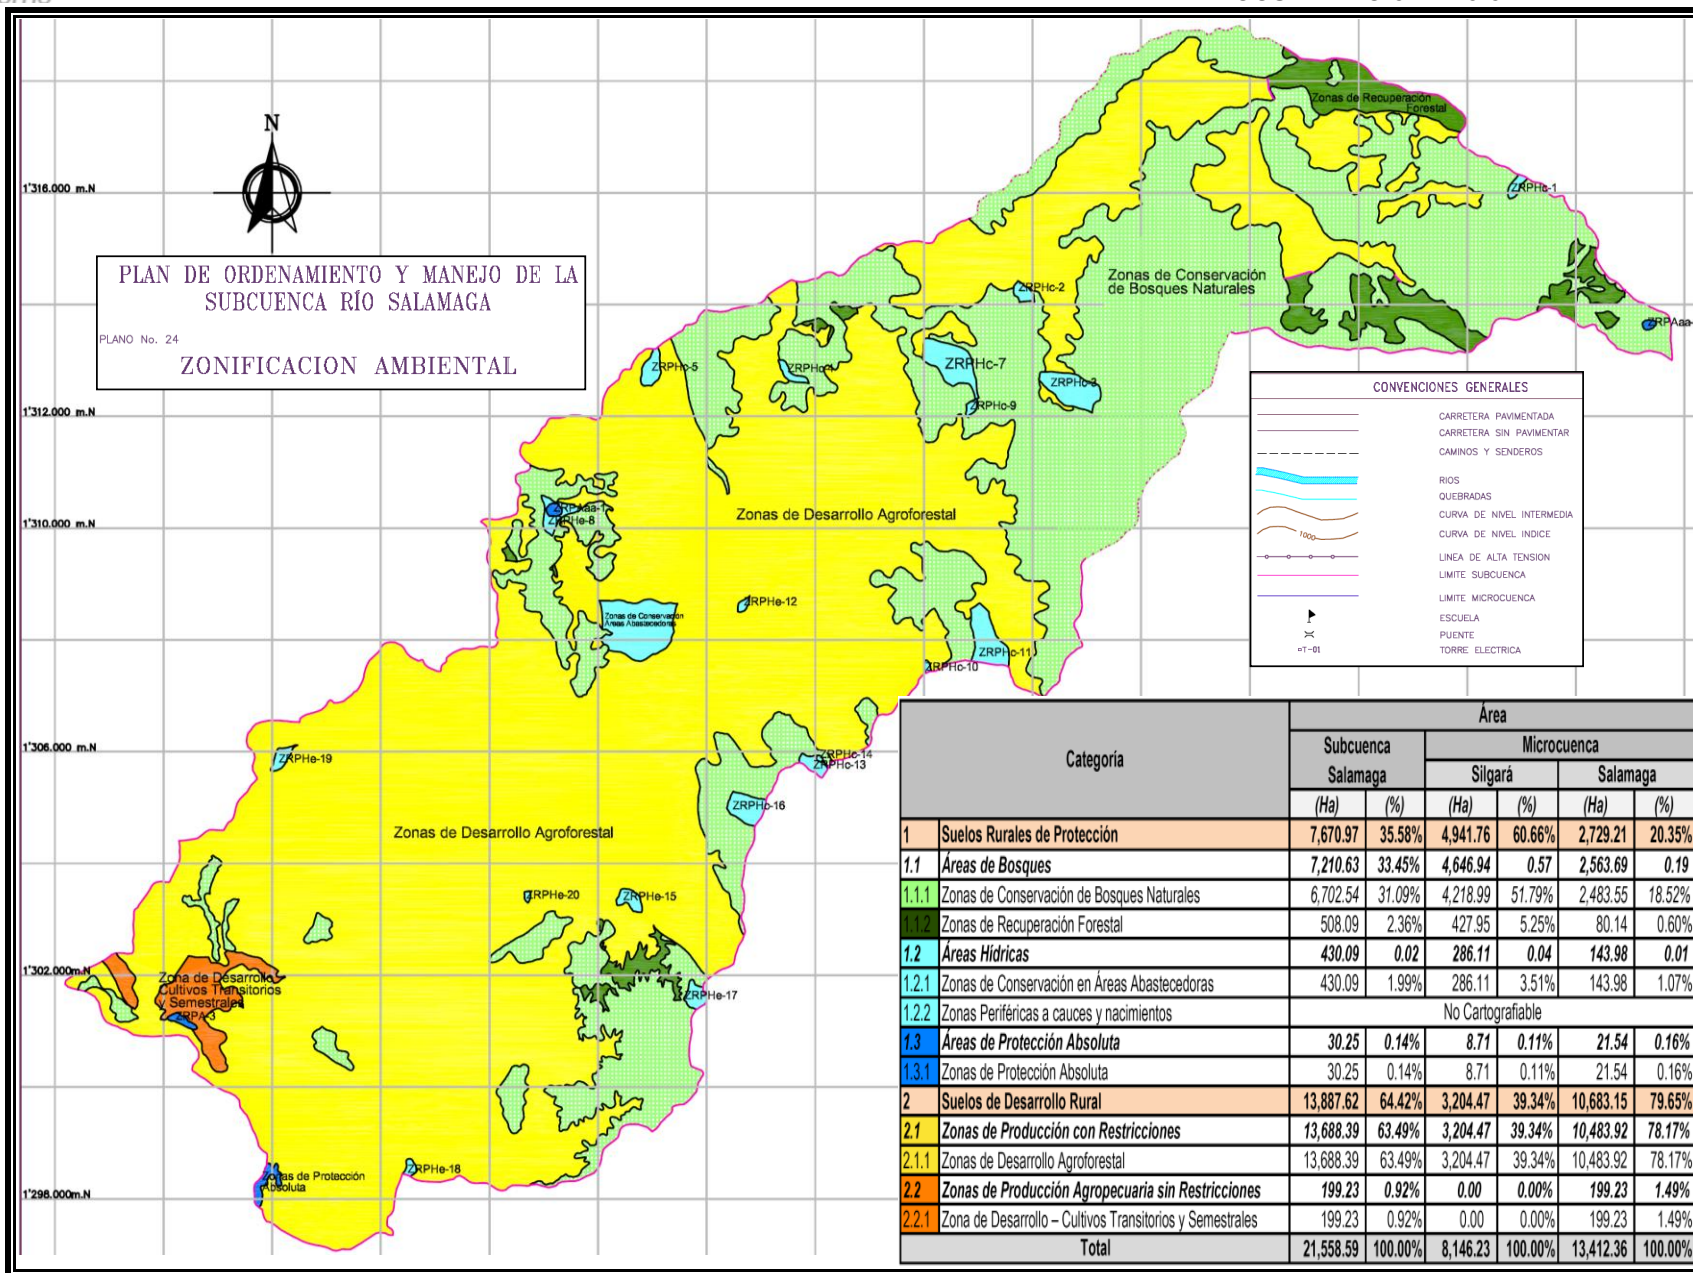 N
1'316.000 m.N
PLAN DE ORDENAMIENTO Y MANEJO DE LA
SUBCUENCA RÍO SALAMAGA
PLANO No. 24
ZONIFICACION AMBIENTAL
1'312.000 m.N
1'310.000 m.N
1'306.000 m.N
1'302.000m.N
1'298.000m.N
Zonas de Recuperación
Forestal
ZRPHc-1
Zonas de Conservación
de Bosques Naturales
ZRPHc-2
ZRPAaa-
ZRPHc-5
ZRPHc-4
ZRPHc-7
ZRPHc-3
ZRPHc-9
ZRPAaa-1
ZRPHe-8
Zonas de Desarrollo Agroforestal
ZRPHe-12
Zonas de Conservación
Áreas Abastecedoras
ZRPHc-11
ZRPHc-10
ZRPHe-19
ZRPHc-14
ZRPHc-13
ZRPHc-16
Zonas de Desarrollo Agroforestal
ZRPHe-20
ZRPHe-15
Zona de Desarrollo
Cultivos Transitorios
y Semestrales
ZRPA-3
ZRPHe-17
Zonas de Protección
Absoluta
ZRPHe-18
CONVENCIONES GENERALES
CARRETERA PAVIMENTADA
CARRETERA SIN PAVIMENTAR
CAMINOS Y SENDEROS
RIOS
QUEBRADAS
CURVA DE NIVEL INTERMEDIA
1000 CURVA DE NIVEL INDICE
LINEA DE ALTA TENSION
LIMITE SUBCUENCA
LIMITE MICROCUENCA
ESCUELA
PUENTE
T-01 TORRE ELECTRICA
Categoría Área
Subcuenca Salamaga Microcuenca
Silgará Salamaga
(Ha) (%) (Ha) (%) (Ha) (%)
1 Suelos Rurales de Protección 7,670.97 35.58% 4,941.76 60.66% 2,729.21 20.35%
1.1 Áreas de Bosques 7,210.63 33.45% 4,646.94 0.57 2,563.69 0.19
1.1.1 Zonas de Conservación de Bosques Naturales 6,702.54 31.09% 4,218.99 51.79% 2,483.55 18.52%
1.1.2 Zonas de Recuperación Forestal 508.09 2.36% 427.95 5.25% 80.14 0.60%
1.2 Áreas Hídricas 430.09 0.02 286.11 0.04 143.98 0.01
1.2.1 Zonas de Conservación en Áreas Abastecedoras 430.09 1.99% 286.11 3.51% 143.98 1.07%
1.2.2 Zonas Periféricas a cauces y nacimientos No Cartografiable
1.3 Áreas de Protección Absoluta 30.25 0.14% 8.71 0.11% 21.54 0.16%
1.3.1 Zonas de Protección Absoluta 30.25 0.14% 8.71 0.11% 21.54 0.16%
2 Suelos de Desarrollo Rural 13,887.62 64.42% 3,204.47 39.34% 10,683.15 79.65%
2.1 Zonas de Producción con Restricciones 13,688.39 63.49% 3,204.47 39.34% 10,483.92 78.17%
2.1.1 Zonas de Desarrollo Agroforestal 13,688.39 63.49% 3,204.47 39.34% 10,483.92 78.17%
2.2 Zonas de Producción Agropecuaria sin Restricciones 199.23 0.92% 0.00 0.00% 199.23 1.49%
2.2.1 Zona de Desarrollo – Cultivos Transitorios y Semestrales 199.23 0.92% 0.00 0.00% 199.23 1.49%
Total 21,558.59 100.00% 8,146.23 100.00% 13,412.36 100.00%